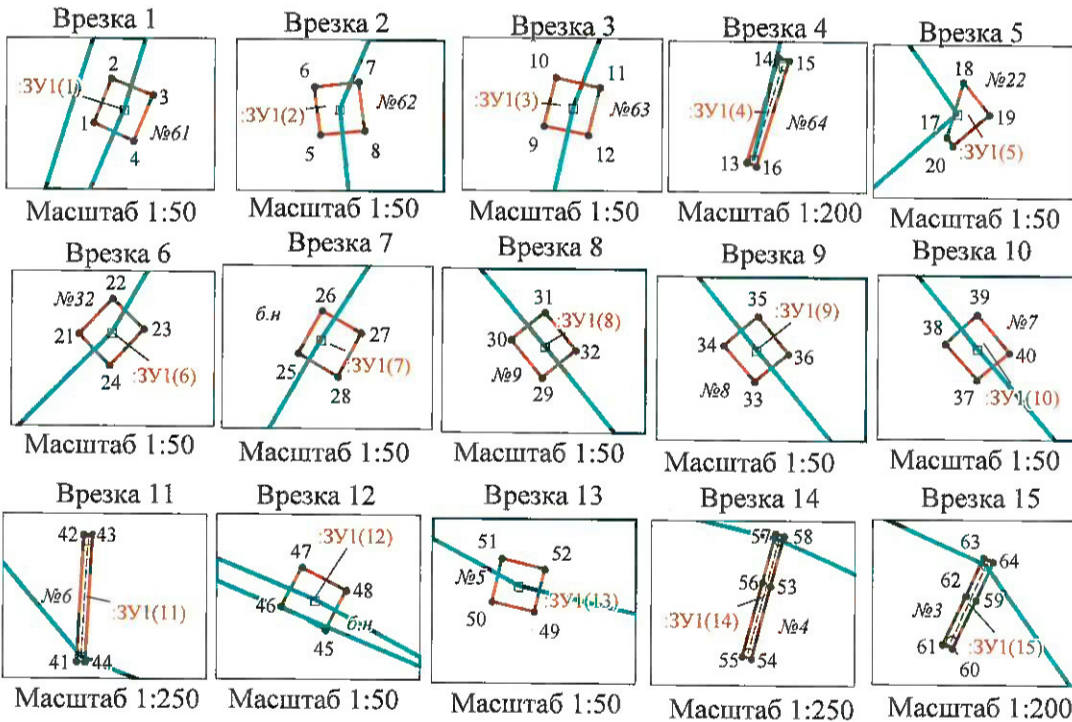 Врезка 1
2
:ЗУ1(1)
3
1
№61
4
Масштаб 1:50
Врезка 2
6
7
№62
:ЗУ1(2)
5
8
Масштаб 1:50
Врезка 3
10
11
:ЗУ1(3)
№63
9
12
Масштаб 1:50
Врезка 4
14
15
:ЗУ1(4)
№64
13
16
Масштаб 1:200
Врезка 5
18
№22
17
19
20
:ЗУ1(5)
Масштаб 1:50
Врезка 6
22
№32
21
23
24
:ЗУ1(6)
Масштаб 1:50
Врезка 7
26
б.н
27
:ЗУ1(7)
25
28
Масштаб 1:50
Врезка 8
31
:ЗУ1(8)
30
32
№9
29
Масштаб 1:50
Врезка 9
35
:ЗУ1(9)
34
36
№8
33
Масштаб 1:50
Врезка 10
39
№7
38
40
37
:ЗУ1(10)
Масштаб 1:50
Врезка 11
42
43
№6
:ЗУ1(11)
41
44
Масштаб 1:250
Врезка 12
:ЗУ1(12)
47
48
46
б.н
45
Масштаб 1:50
Врезка 13
51
52
№5
:ЗУ1(13)
50
49
Масштаб 1:50
Врезка 14
57
58
56
53
:ЗУ1(14)
№4
55
54
Масштаб 1:250
Врезка 15
63
64
62
59
№3
:ЗУ1(15)
61
60
Масштаб 1:200